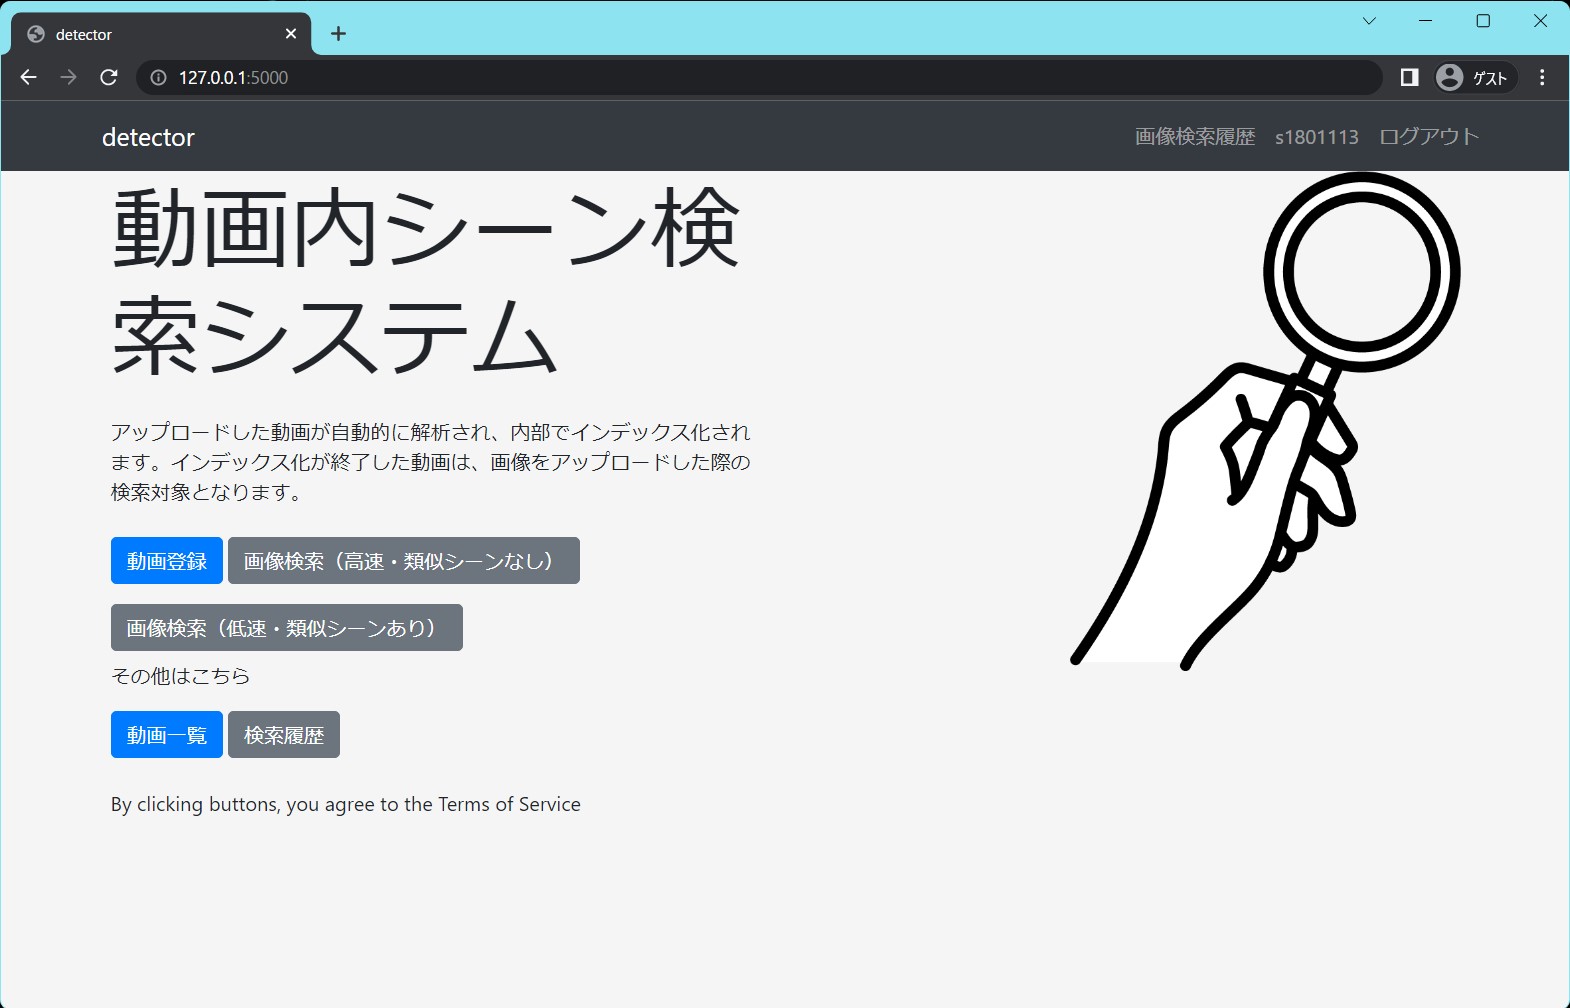 detector
127.0.0.1:5000
ゲスト
detector
画像検索履歴 s1801113 ログアウト
動画内シーン検
索システム
アップロードした動画が自動的に解析され、内部でインデックス化され
ます。インデックス化が終了した動画は、画像をアップロードした際の
検索対象となります。
動画登録 画像検索（高速・類似シーンなし）
画像検索（低速・類似シーンあり）
その他はこちら
動画一覧 検索履歴
By clicking buttons, you agree to the Terms of Service